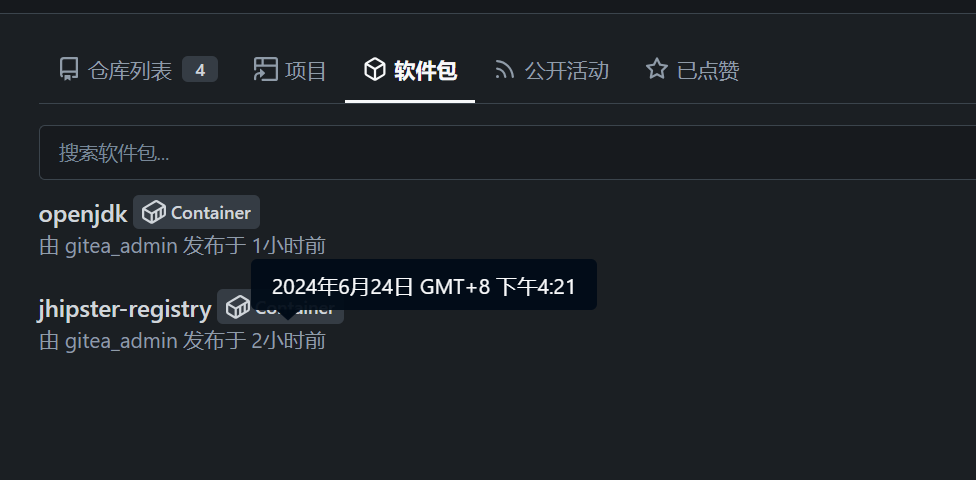 仓库列表 4 项目 软件包 公开活动 已点赞
搜索软件包...
openjdk Container
由 gitea_admin 发布于 1小时前
2024年6月24日 GMT+8 下午4:21
jhipster-registry Container
由 gitea_admin 发布于 2小时前